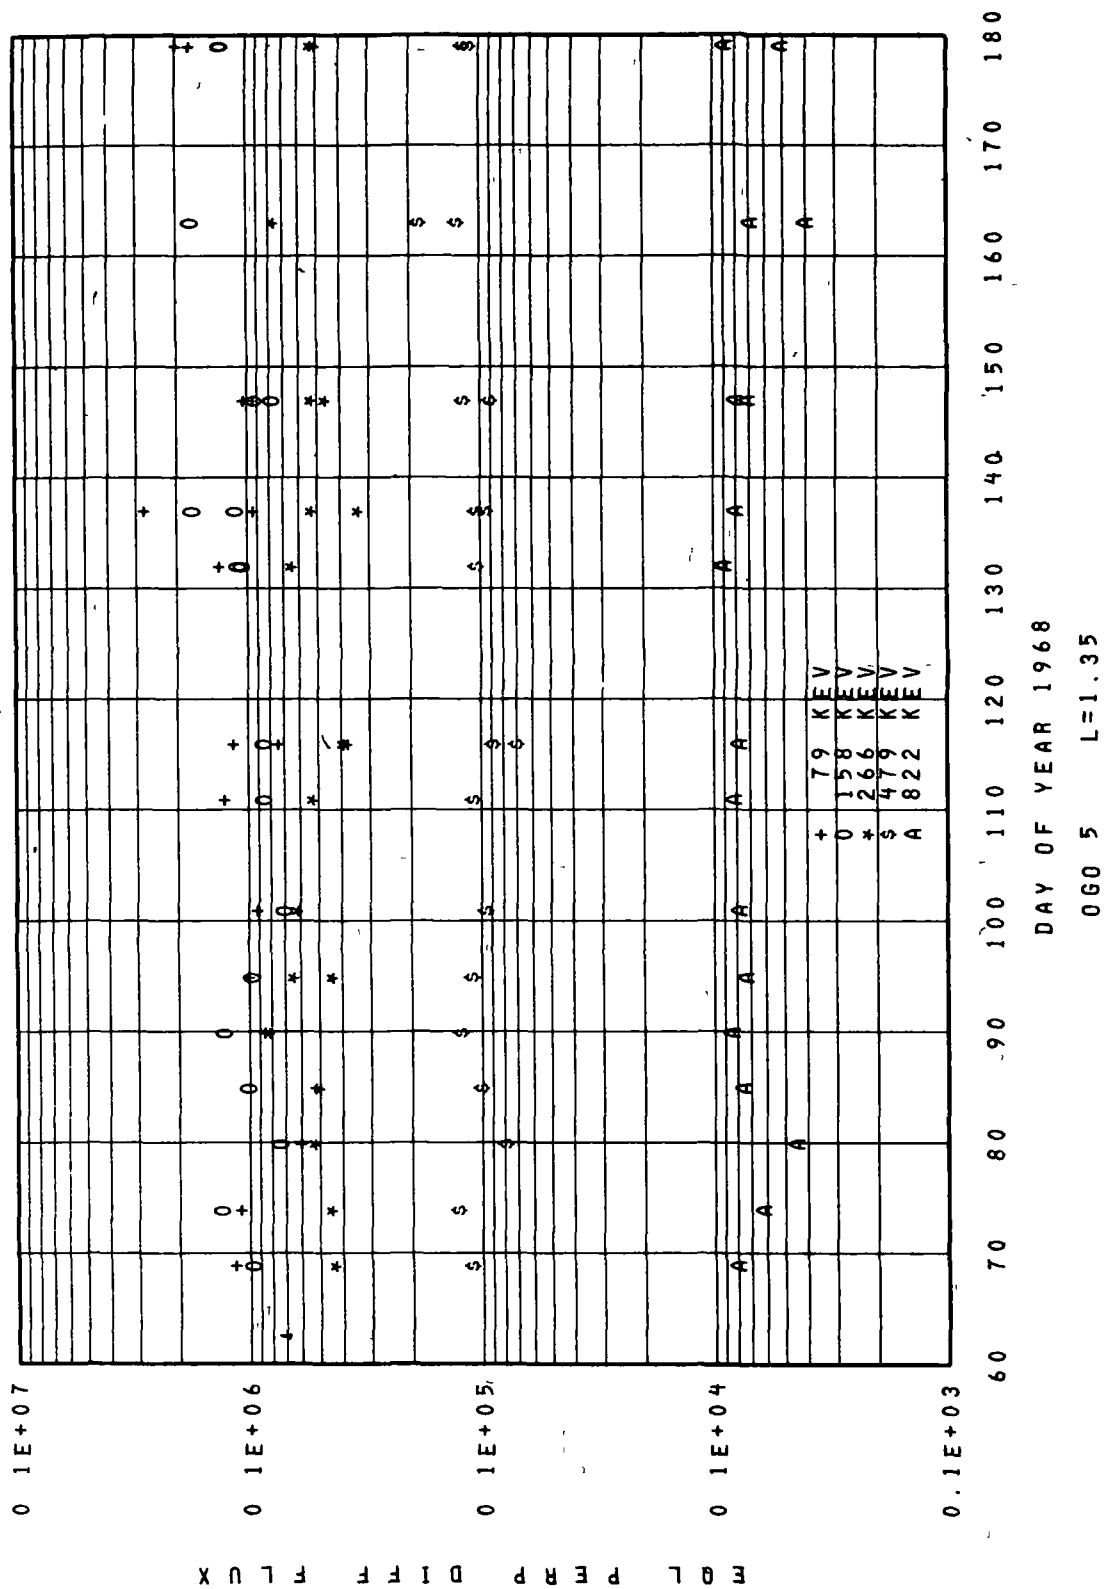 EQL PERP DIFF FLUX
0 1E+07
0 1E+06
0 1E+05
0 1E+04
0.1E+03
+ 79 KEV
O 158 KEV
* 266 KEV
$ 479 KEV
A 822 KEV
60 70 80 90 100 110 120 130 140 150 160 170 180
DAY OF YEAR 1968
OGO 5 L=1.35